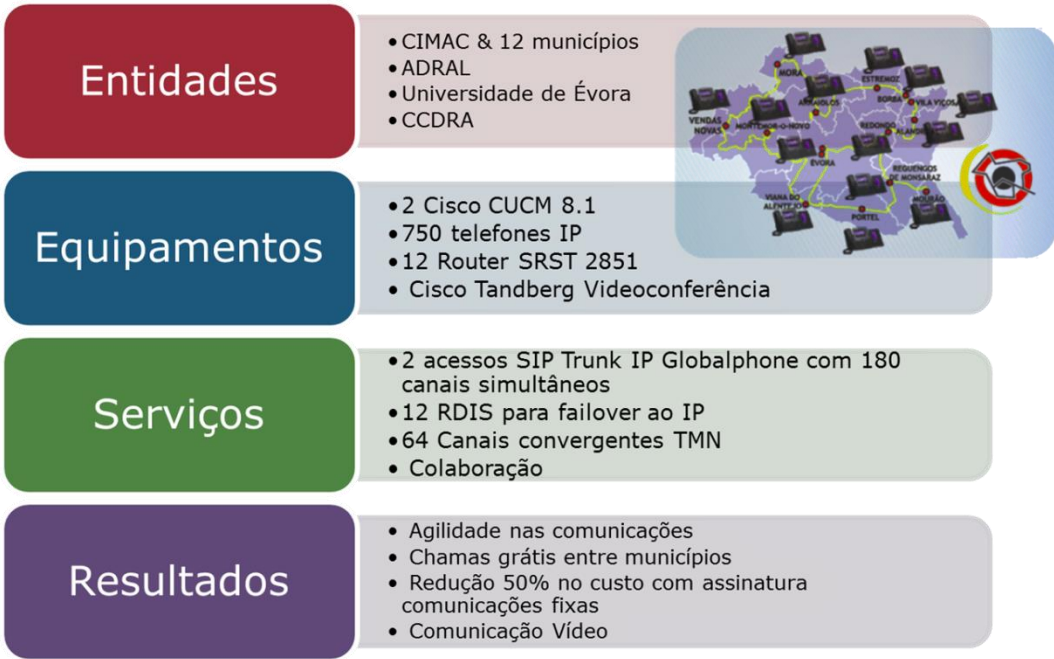 Entidades
•CIMAC & 12 municípios
•ADRAL
•Universidade de Évora
•CCDRA
MORA
ESTREMOZ
ARRAIOLOS
BORBA
VILA VIÇOSA
VENDAS
NOVAS
MONTEMOR-O-NOVO
REDONDO
ÉVORA
REGUENGOS
DE MONSARAZ
VIANA DO
ALENTEJO
MOURÃO
PORTEL
Equipamentos
•2 Cisco CUCM 8.1
•750 telefones IP
•12 Router SRST 2851
• Cisco Tandberg Videoconferência
Serviços
•2 acessos SIP Trunk IP Globalphone com 180
canais simultâneos
•12 RDIS para failover ao IP
•64 Canais convergentes TMN
• Colaboração
Resultados
• Agilidade nas comunicações
• Chamas grátis entre municípios
• Redução 50% no custo com assinatura
comunicações fixas
• Comunicação Vídeo